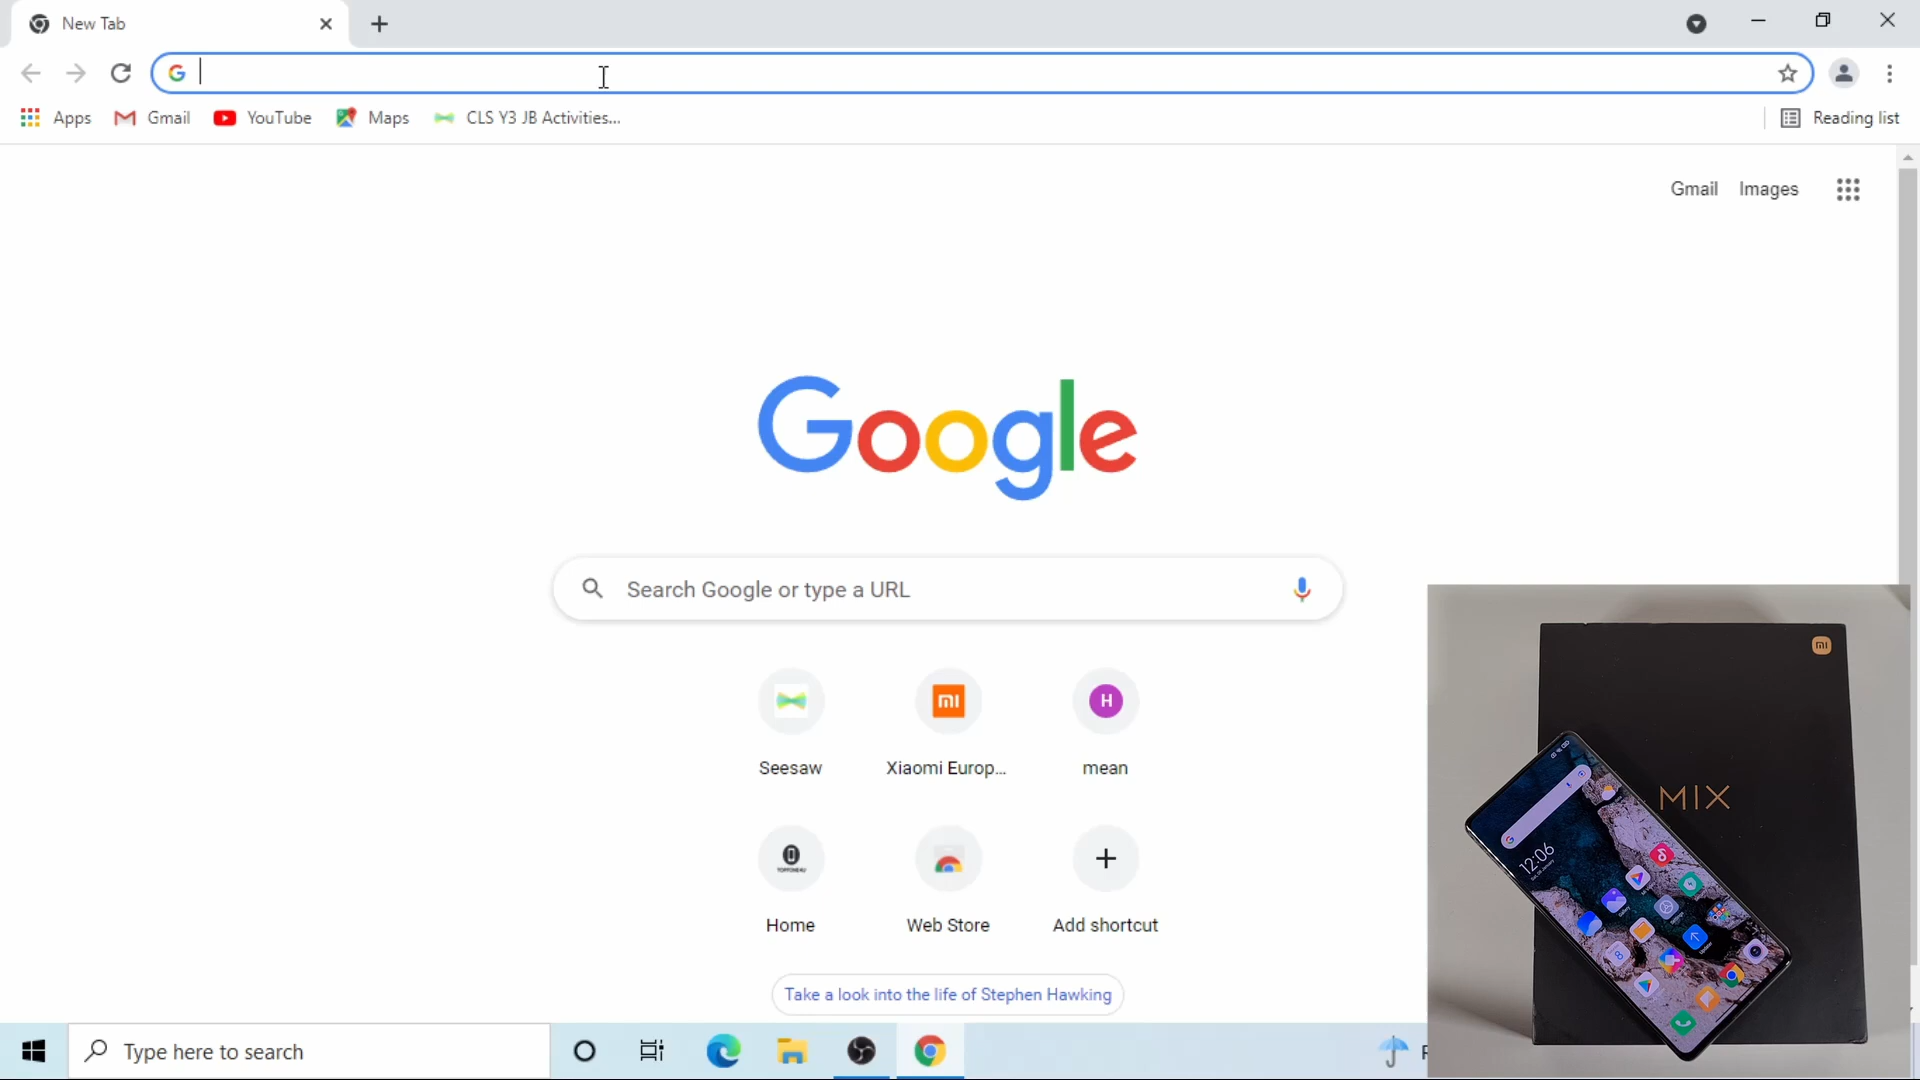 New Tab
Apps
Gmail
YouTube
Maps
CLS Y3 JB Activities...
Reading list
Gmail
Images
Google
Search Google or type a URL
Seesaw
Xiaomi Europ...
H
mean
Home
Web Store
Add shortcut
Take a look into the life of Stephen Hawking
Type here to search
MIX
12:06